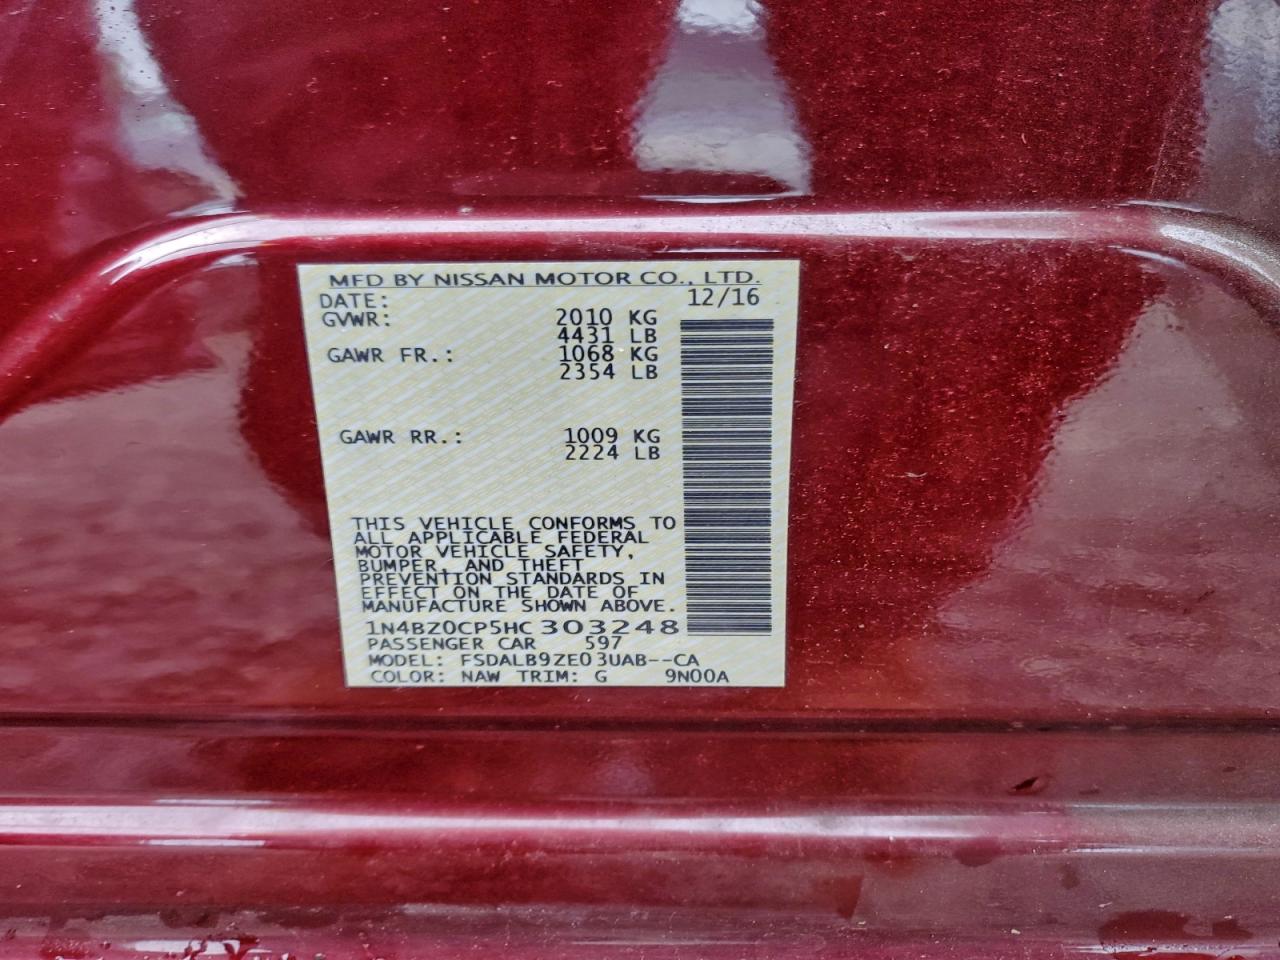 MFD BY NISSAN MOTOR CO., LTD.
DATE: 12/16
GVWR: 2010 KG
4431 LB
GAWR FR.: 1068 KG
2354 LB
GAWR RR.: 1009 KG
2224 LB
THIS VEHICLE CONFORMS TO
ALL APPLICABLE FEDERAL
MOTOR VEHICLE SAFETY,
BUMPER, AND THEFT
PREVENTION STANDARDS IN
EFFECT ON THE DATE OF
MANUFACTURE SHOWN ABOVE.
1N4BZ0CP5HC303248
PASSENGER CAR 597
MODEL: FSDALB9ZE03UAB--CA
COLOR: NAW TRIM: G 9N00A